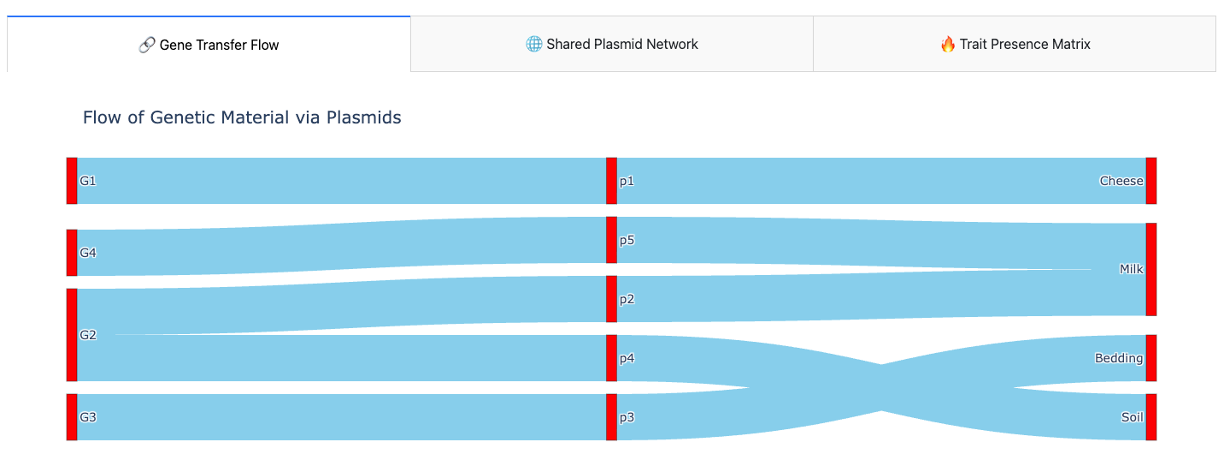 🔗 Gene Transfer Flow
🌐 Shared Plasmid Network
🔥 Trait Presence Matrix
Flow of Genetic Material via Plasmids
G1 p1 Cheese
G4 p5 Milk
G2 p2 Bedding
p4 Soil
G3 p3